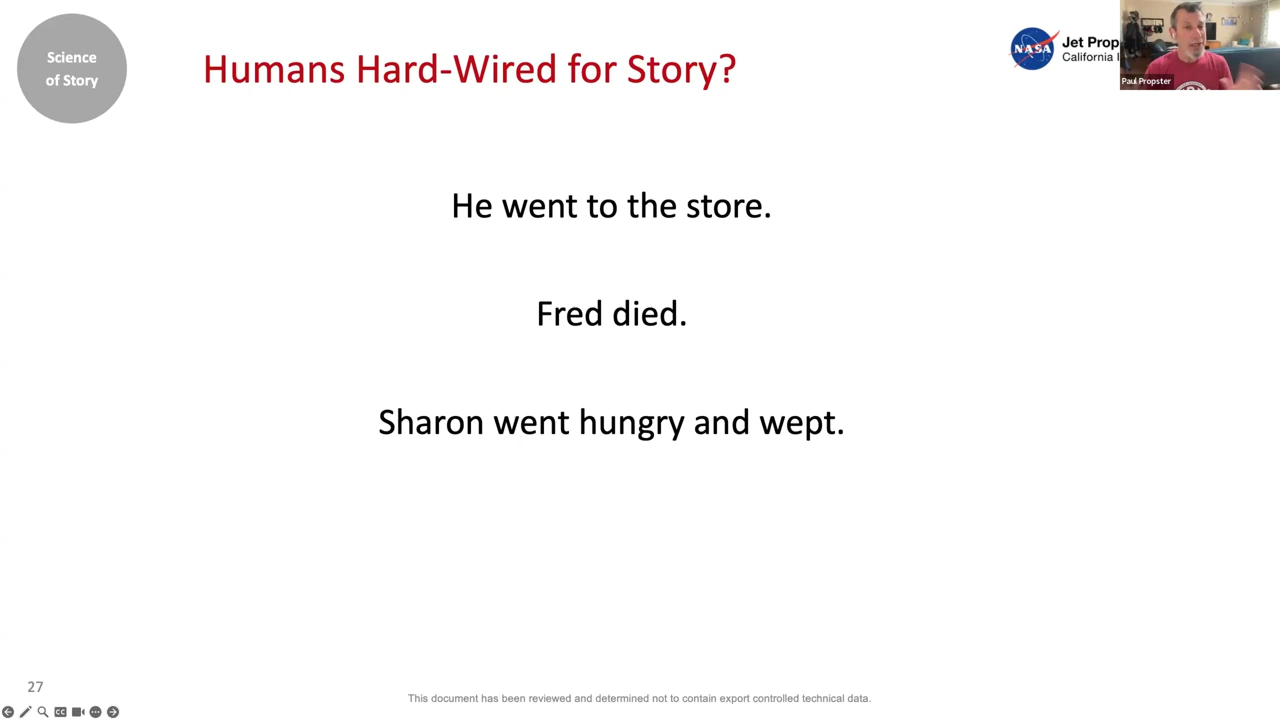 Science
of Story
Humans Hard-Wired for Story?
NASA
Jet Prop
California I
Paul Propster
He went to the store.
Fred died.
Sharon went hungry and wept.
27
This document has been reviewed and determined not to contain export controlled technical data.
CC